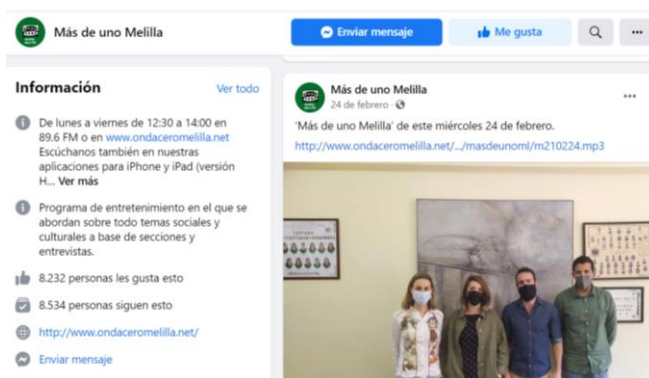 Más de uno Melilla
Enviar mensaje
Me gusta
Información
Ver todo
De lunes a viernes de 12:30 a 14:00 en
89.6 FM o en www.ondaceromelilla.net
Escúchanos también en nuestras
aplicaciones para iPhone y iPad (versión
H... Ver más
Programa de entretenimiento en el que se
abordan sobre todo temas sociales y
culturales a base de secciones y
entrevistas.
8.232 personas les gusta esto
8.534 personas siguen esto
http://www.ondaceromelilla.net/
Enviar mensaje
Más de uno Melilla
24 de febrero ·
'Más de uno Melilla' de este miércoles 24 de febrero.
http://www.ondaceromelilla.net/.../masdeunoml/m210224.mp3